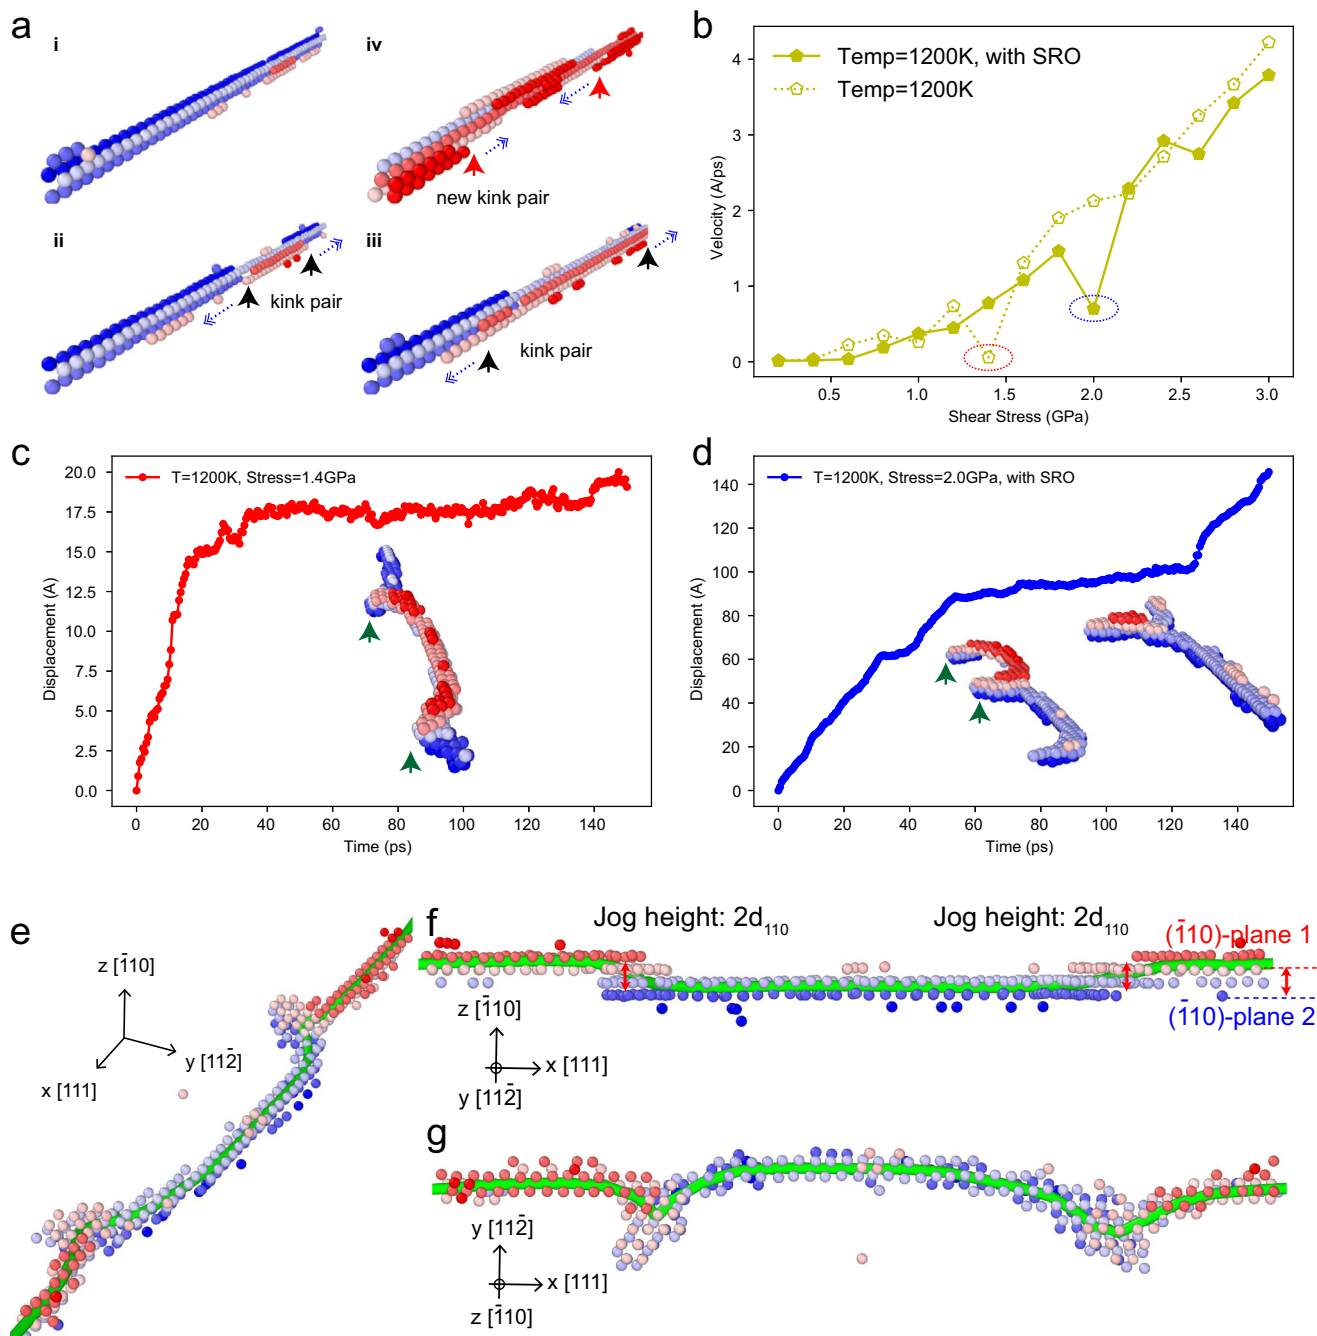 a
i
iv
new kink pair
ii
iii
kink pair
kink pair
b
Temp=1200K, with SRO
Temp=1200K
Velocity (A/ps)
4
3
2
1
0
0.5
1.0
1.5
2.0
2.5
3.0
Shear Stress (GPa)
c
T=1200K, Stress=1.4GPa
Displacement (A)
20.0
17.5
15.0
12.5
10.0
7.5
5.0
2.5
0.0
0
20
40
60
80
100
120
140
Time (ps)
d
T=1200K, Stress=2.0GPa, with SRO
Displacement (A)
140
120
100
80
60
40
20
0
0
20
40
60
80
100
120
140
Time (ps)
e
z [1̄10]
y [112̄]
x [111]
f
Jog height: 2d₁₁₀
Jog height: 2d₁₁₀
(1̄10)-plane 1
(1̄10)-plane 2
z [1̄10]
x [111]
y [112̄]
g
y [112̄]
x [111]
z [1̄10]